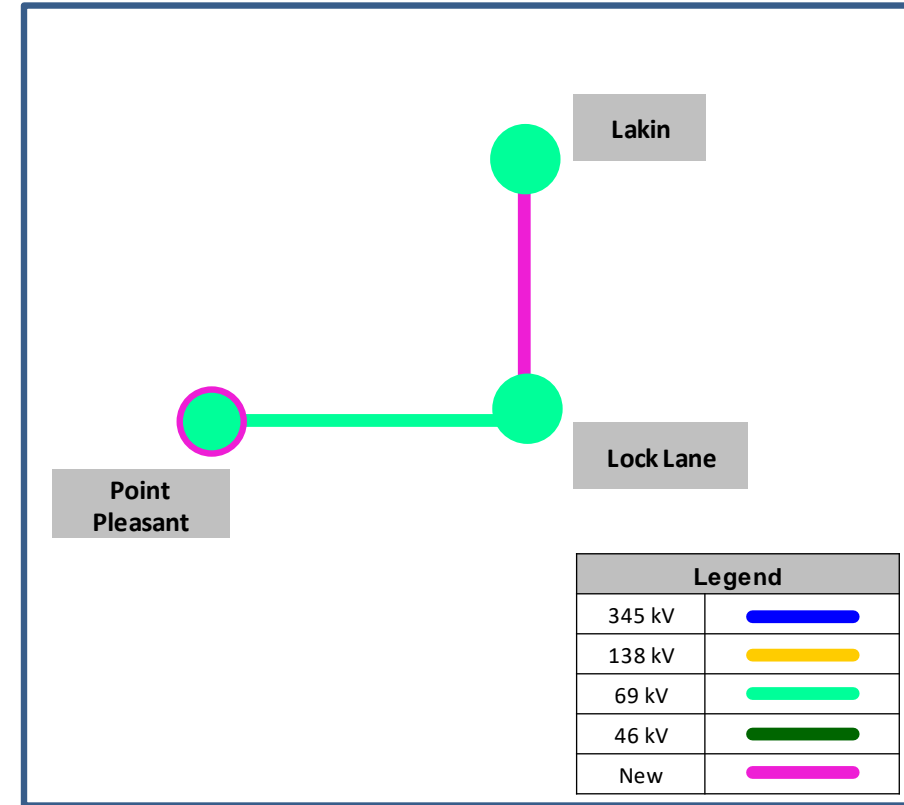 Lakin
Lock Lane
Point
Pleasant
Legend
345 kV
138 kV
69 kV
46 kV
New